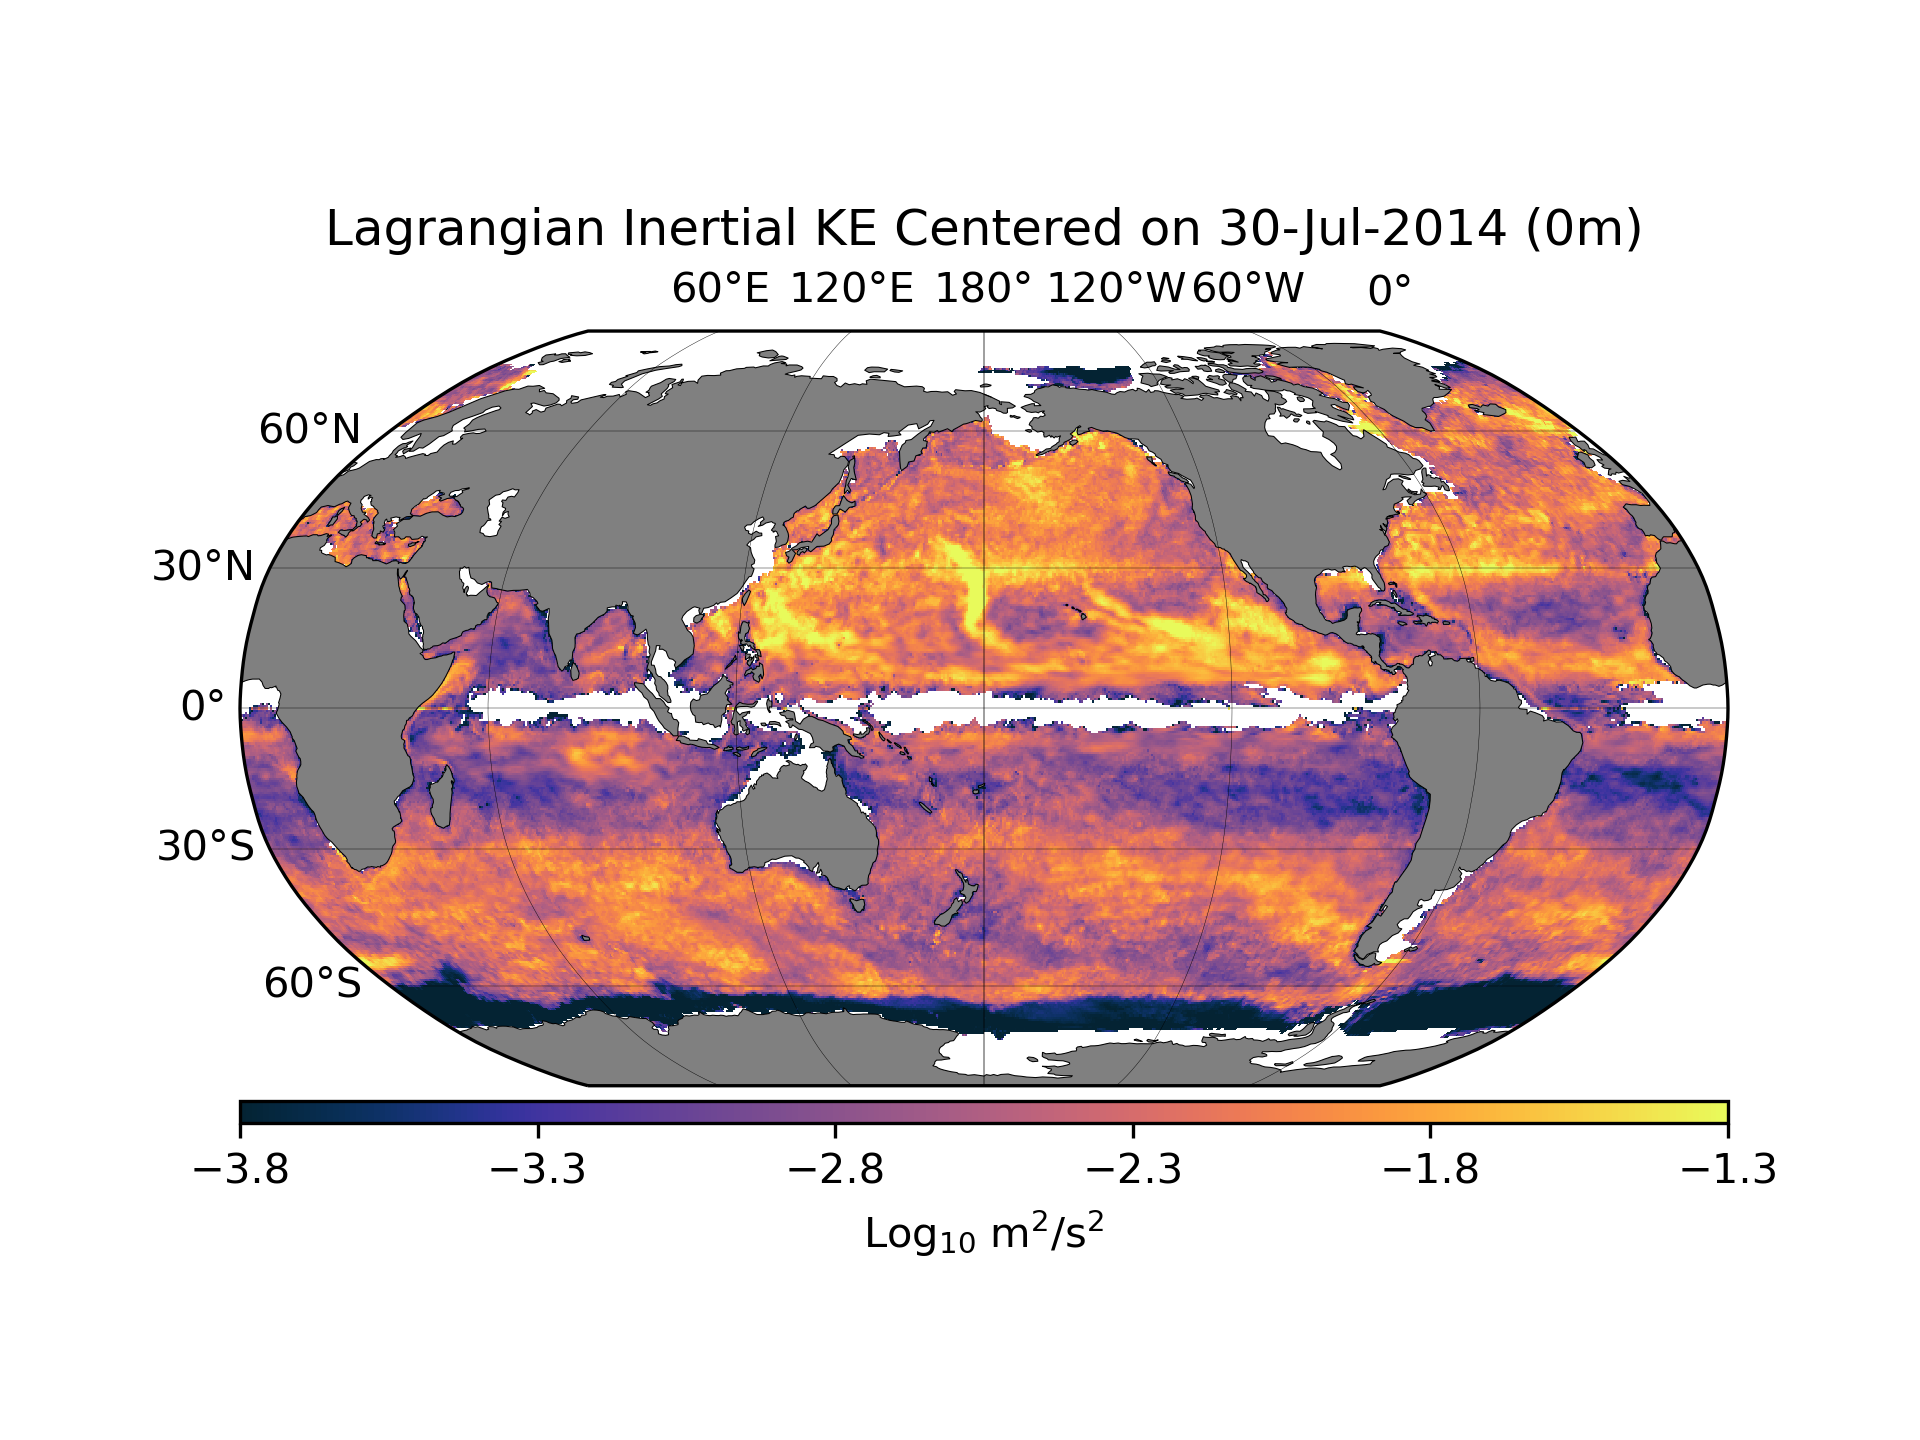 Lagrangian Inertial KE Centered on 30-Jul-2014 (0m)
60°E 120°E 180° 120°W 60°W 0°
60°N
30°N
0°
30°S
60°S
−3.8 −3.3 −2.8 −2.3 −1.8 −1.3
Log₁₀ m²/s²